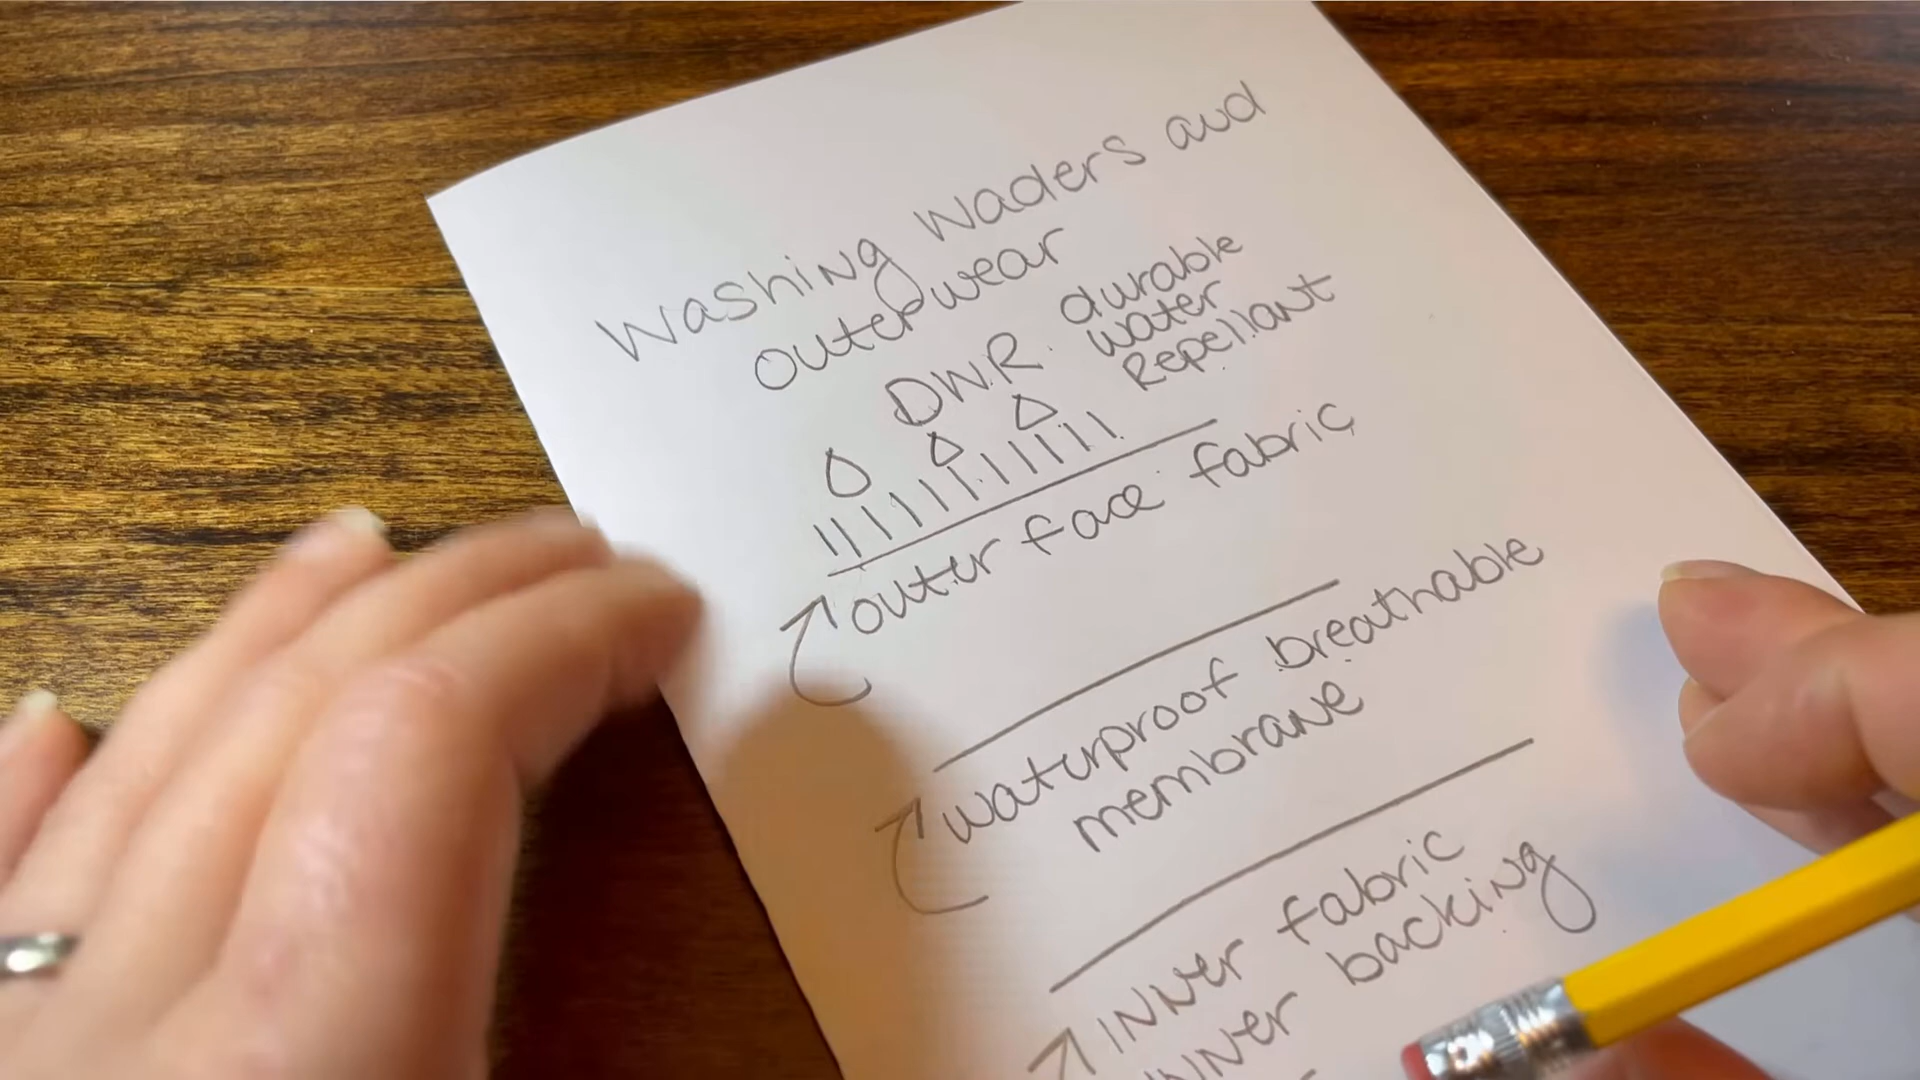 Washing Waders and
outerwear
DWR durable
water
Repellant
outer face fabric
waterproof breathable
membrane
INNer fabric
INNer backing